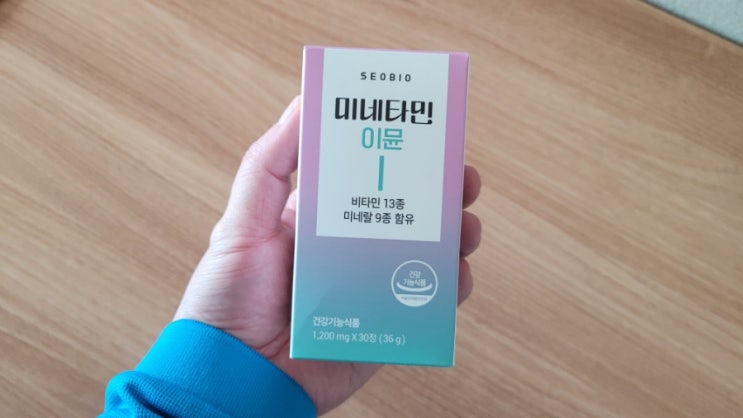 SEOBIO
미네타민
이뮨
비타민 13종
미네랄 9종 함유
건강
기능식품
건강기능식품
1,200 mg X 30정 (36 g)